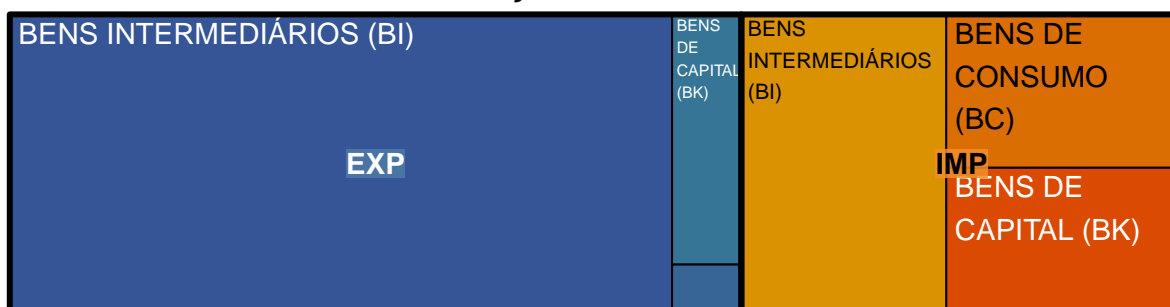 BENS INTERMEDIÁRIOS (BI)
EXP
BENS
DE
CAPITAL
(BK)
BENS
INTERMEDIÁRIOS
(BI)
BENS DE
CONSUMO
(BC)
IMP
BENS DE
CAPITAL (BK)